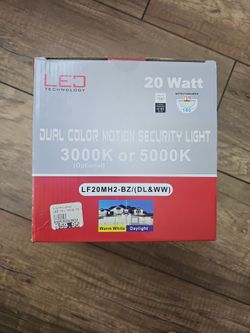 LED
TECHNOLOGY
20 Watt
DUAL COLOR MOTION SECURITY LIGHT
3000K or 5000K
(Optional)
LF20MH2-BZ/(DL&WW)
Warm White
Daylight